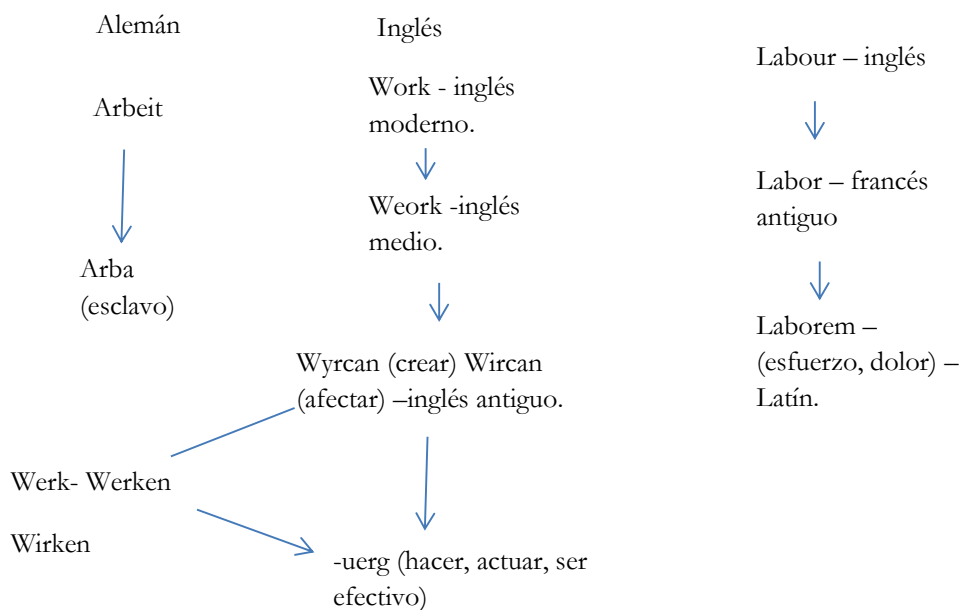 Alemán
Arbeit
Arba
(esclavo)
Inglés
Work - inglés
moderno.
Weork -inglés
medio.
Wyrcan (crear) Wircan
(afectar) –inglés antiguo.
Werk- Werken
Wirken
-uerg (hacer, actuar, ser
efectivo)
Labour – inglés
Labor – francés
antiguo
Laborem –
(esfuerzo, dolor) –
Latín.